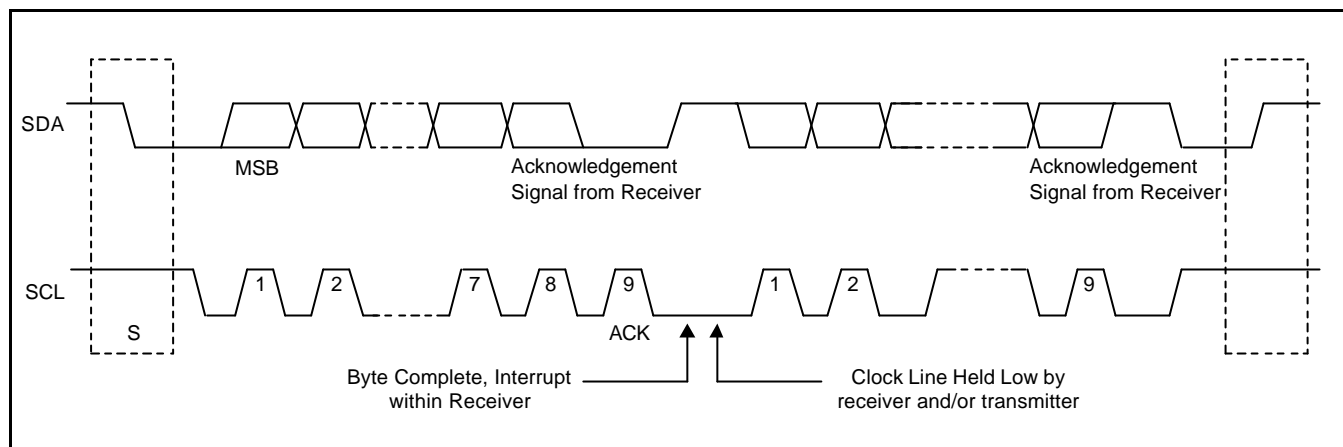 SDA
MSB
Acknowledgement
Signal from Receiver
Acknowledgement
Signal from Receiver
SCL
1
2
7
8
9
1
2
9
S
ACK
Byte Complete, Interrupt
within Receiver
Clock Line Held Low by
receiver and/or transmitter